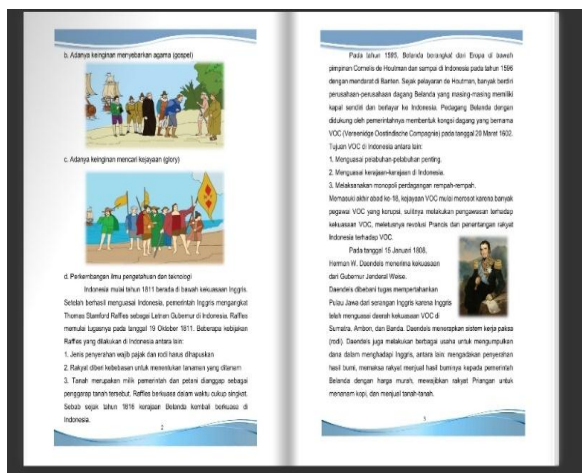 b. Adanya keinginan menyebarkan agama (gospel)
c. Adanya keinginan mencari kejayaan (glory)
d. Perkembangan ilmu pengetahuan dan teknologi
Indonesia mulai tahun 1811 berada di bawah kekuasaan Inggris.
Setelah berhasil menguasai Indonesia, pemerintah Inggris mengangkat
Thomas Stamford Raffles sebagai Letnan Gubernur di Indonesia. Raffles
memulai tugasnya pada tanggal 19 Oktober 1811. Beberapa kebijakan
Raffles yang dilakukan di Indonesia antara lain:
1. Jenis penyerahan wajib pajak dan rodi harus dihapuskan
2. Rakyat diberi kebebasan untuk menentukan tanaman yang ditanam
3. Tanah merupakan milik pemerintah dan petani dianggap sebagai
penggarap tanah tersebut. Raffles berkuasa dalam waktu cukup singkat.
Sebab sejak tahun 1816 kerajaan Belanda kembali berkuasa di
Indonesia.
2
Pada tahun 1595, Belanda berangkat dari Eropa di bawah
pimpinan Cornelis de Houtman dan sampai di Indonesia pada tahun 1596
dengan mendarat di Banten. Sejak pelayaran de Houtman, banyak berdiri
perusahaan-perusahaan dagang Belanda yang masing-masing memiliki
kapal sendiri dan berlayar ke Indonesia. Pedagang Belanda dengan
didukung oleh pemerintahnya membentuk kongsi dagang yang bernama
VOC (Vereenidge Oostindische Compagnie) pada tanggal 20 Maret 1602.
Tujuan VOC di Indonesia antara lain:
1. Menguasai pelabuhan-pelabuhan penting.
2. Menguasai kerajaan-kerajaan di Indonesia.
3. Melaksanakan monopoli perdagangan rempah-rempah.
Memasuki akhir abad ke-18, kejayaan VOC mulai merosot karena banyak
pegawai VOC yang korupsi, sulitnya melakukan pengawasan terhadap
kekuasaan VOC, meletusnya revolusi Prancis dan penentangan rakyat
Indonesia terhadap VOC.
Pada tanggal 15 Januari 1808,
Herman W. Daendels menerima kekuasaan
dari Gubernur Jenderal Weise.
Daendels dibebani tugas mempertahankan
Pulau Jawa dari serangan Inggris karena Inggris
telah menguasai daerah kekuasaan VOC di
Sumatra, Ambon, dan Banda. Daendels menerapkan sistem kerja paksa
(rodi). Daendels juga melakukan berbagai usaha untuk mengumpulkan
dana dalam menghadapi Inggris, antara lain: mengadakan penyerahan
hasil bumi, memaksa rakyat menjual hasil buminya kepada pemerintah
Belanda dengan harga murah, mewajibkan rakyat Priangan untuk
menanam kopi, dan menjual tanah-tanah.